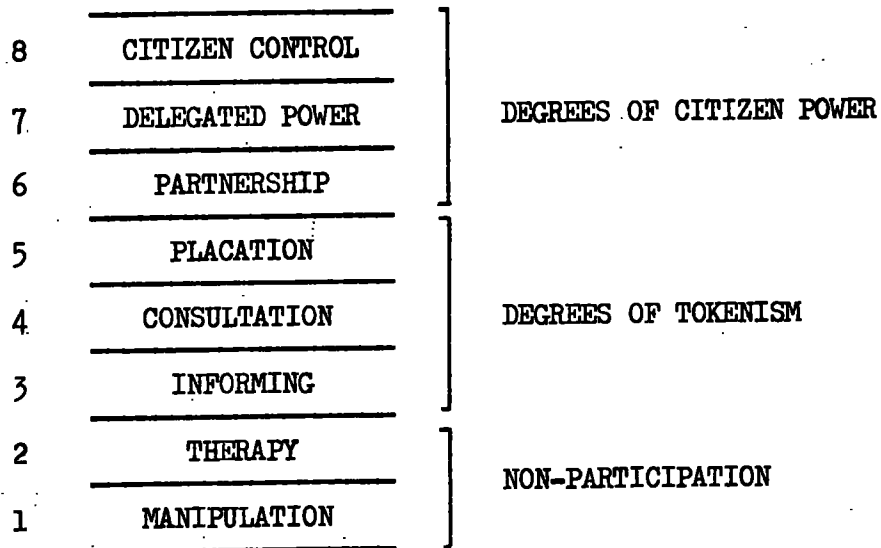 8 CITIZEN CONTROL
7 DELEGATED POWER DEGREES OF CITIZEN POWER
6 PARTNERSHIP
5 PLACATION
4 CONSULTATION DEGREES OF TOKENISM
3 INFORMING
2 THERAPY
NON-PARTICIPATION
1 MANIPULATION